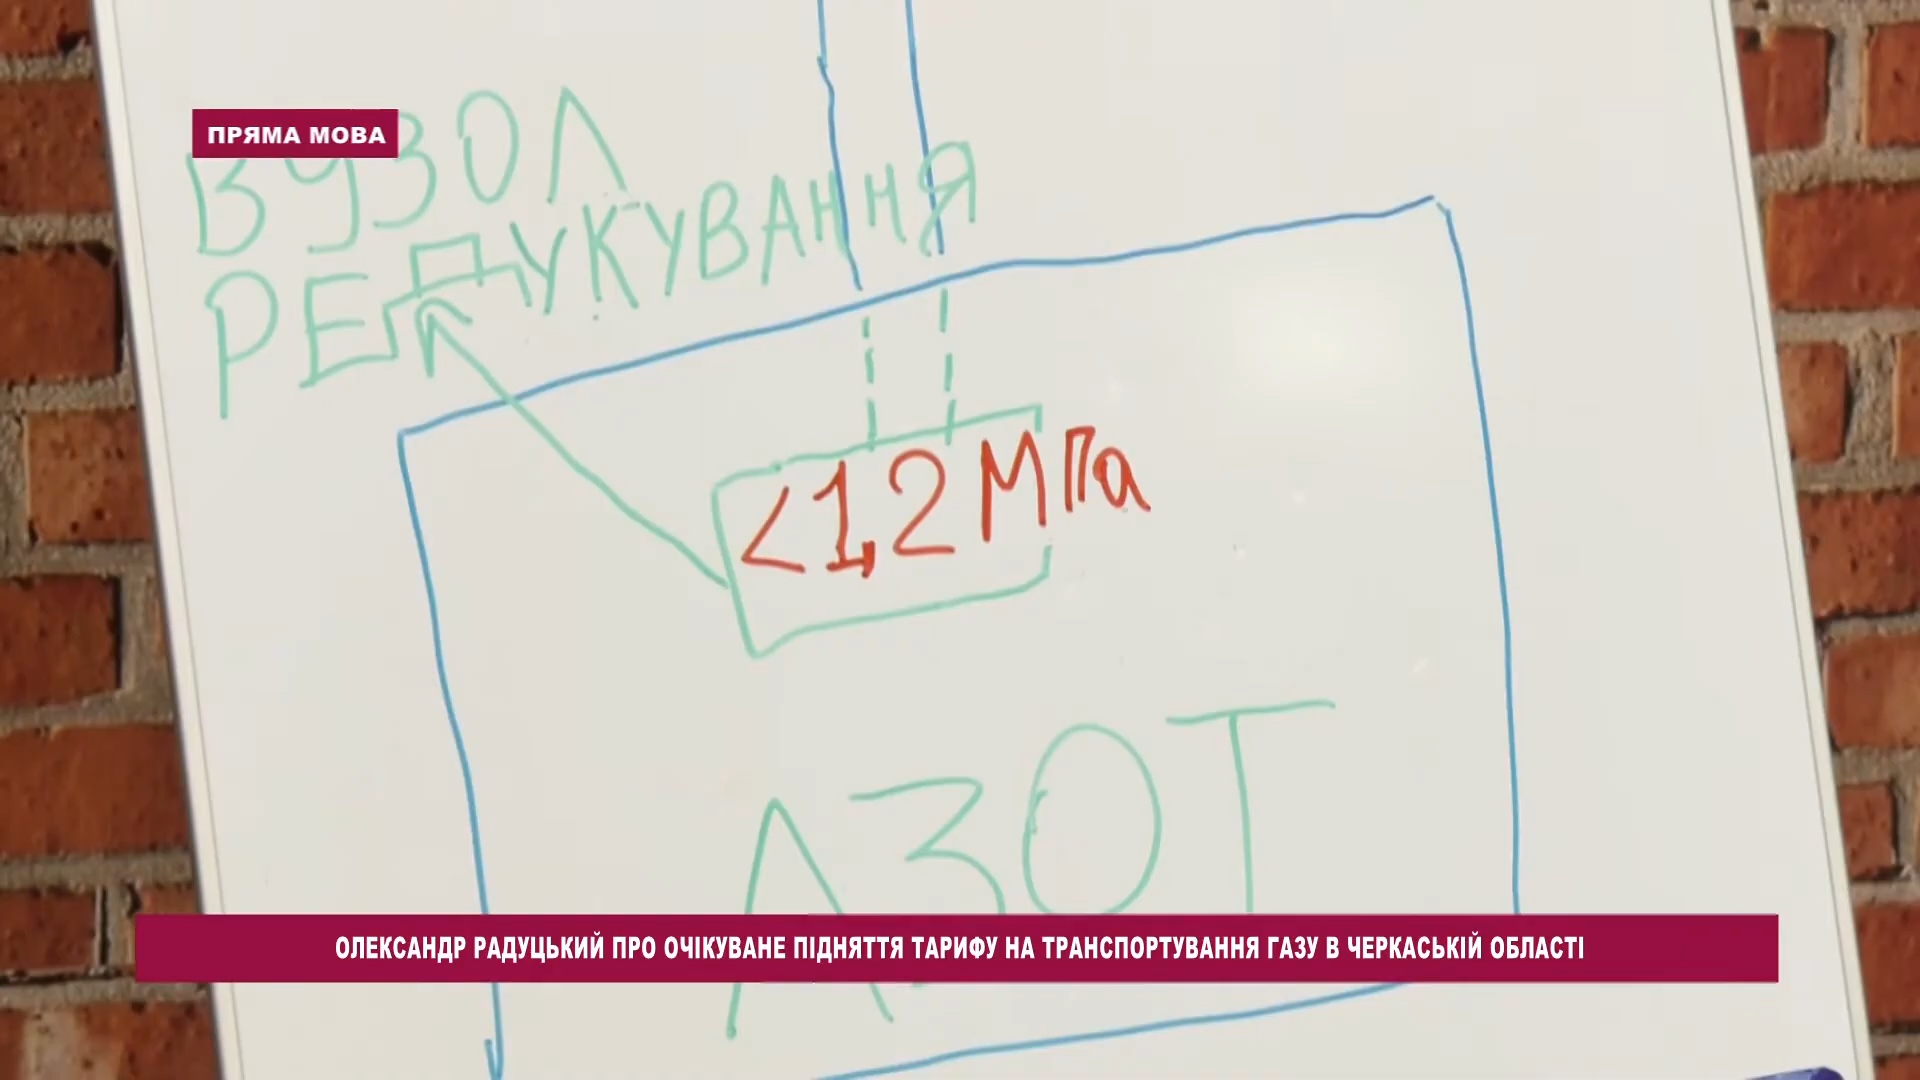 ПРЯМА МОВА
ВУЗОЛ
РЕДУКУВАННЯ
<1,2 МПа
АЗОТ
ОЛЕКСАНДР РАДУЦЬКИЙ ПРО ОЧІКУВАНЕ ПІДНЯТТЯ ТАРИФУ НА ТРАНСПОРТУВАННЯ ГАЗУ В ЧЕРКАСЬКІЙ ОБЛАСТІ